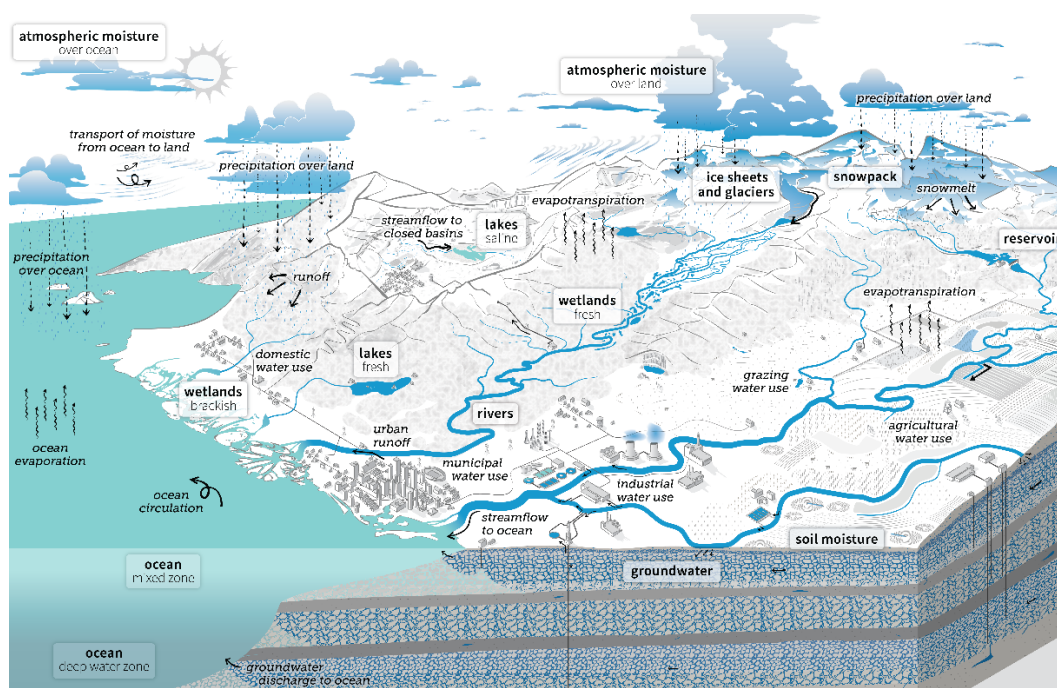 atmospheric moisture
over ocean
atmospheric moisture
over land
precipitation over land
transport of moisture
from ocean to land
precipitation over land
ice sheets
and glaciers
snowpack
snowmelt
evapotranspiration
streamflow to
closed basins
lakes
saline
reservoi
precipitation
over ocean
runoff
evapotranspiration
wetlands
fresh
domestic
water use
lakes
fresh
grazing
water use
wetlands
brackish
rivers
agricultural
water use
urban
runoff
ocean
evaporation
municipal
water use
industrial
water use
ocean
circulation
streamflow
to ocean
soil moisture
ocean
mixed zone
groundwater
ocean
deep water zone
groundwater
discharge to ocean